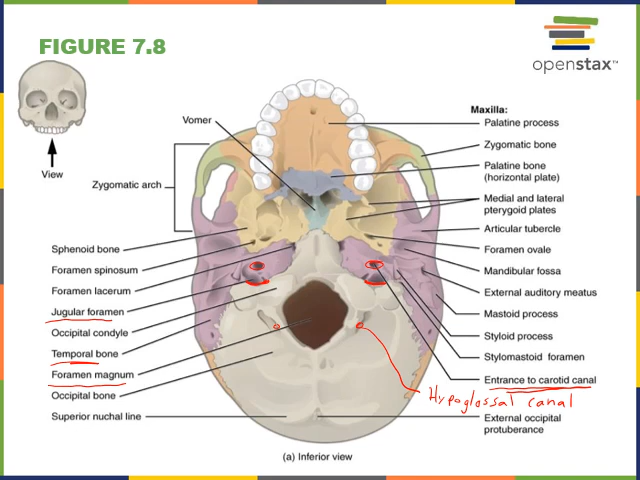 FIGURE 7.8
openstax™
View
Vomer
Zygomatic arch
Sphenoid bone
Foramen spinosum
Foramen lacerum
Jugular foramen
Occipital condyle
Temporal bone
Foramen magnum
Occipital bone
Superior nuchal line
Maxilla:
Palatine process
Zygomatic bone
Palatine bone
(horizontal plate)
Medial and lateral
pterygoid plates
Articular tubercle
Foramen ovale
Mandibular fossa
External auditory meatus
Mastoid process
Styloid process
Stylomastoid foramen
Entrance to carotid canal
Hypoglossal canal
External occipital
protuberance
(a) Inferior view